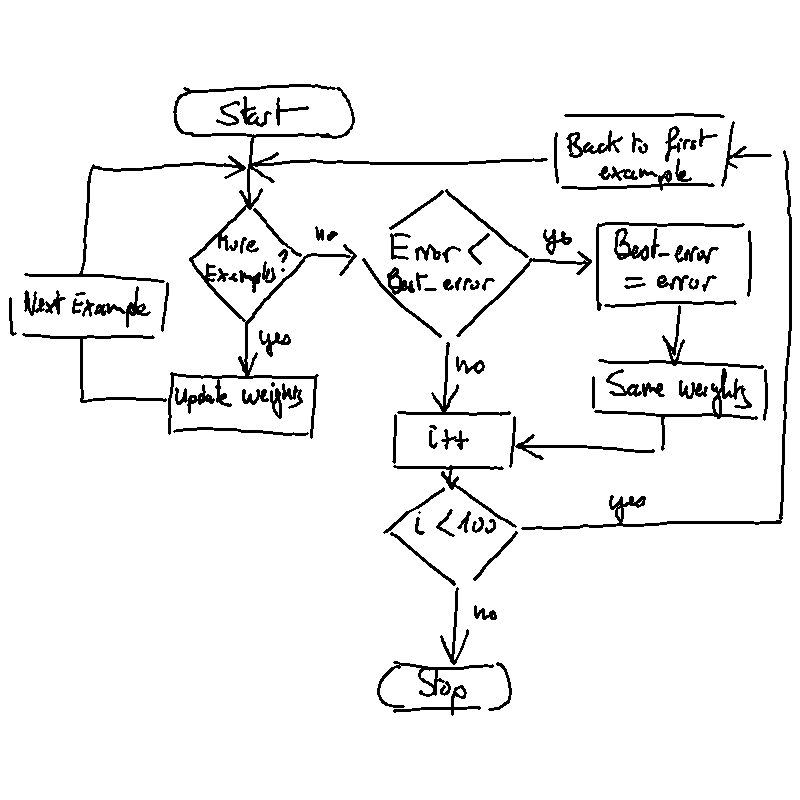 Start
Back to first
example
More
Examples?
no
Error <
Best_error
yes
Best_error
= error
Next Example
yes
Update weights
no
Same weights
i++
i < 100
yes
no
Stop